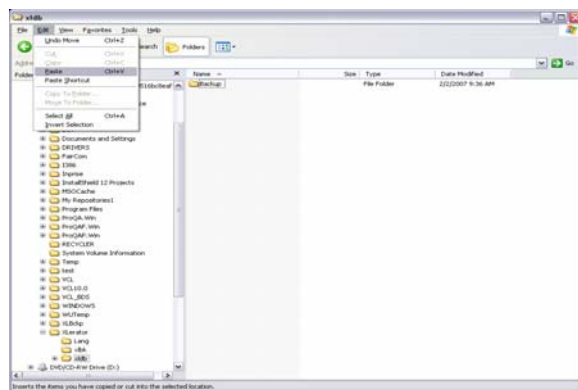 xldb
File Edit View Favorites Tools Help
Undo Move Ctrl+Z
Cut Ctrl+X
Copy Ctrl+C
Paste Ctrl+V
Paste Shortcut
Copy To Folder...
Move To Folder...
Select All Ctrl+A
Invert Selection
Folders
Go
Name Size Type Date Modified
Backup File Folder 2/2/2007 9:36 AM
Documents and Settings
DRIVERS
FairCom
I386
Inprise
InstallShield 12 Projects
MSOCache
My Repositories1
Program Files
ProQA.Win
ProQAF.Win
ProQAP.Win
RECYCLER
System Volume Information
Temp
test
VCL
VCL10.0
VCL_BDS
WINDOWS
WUTemp
XLBckp
XLerator
Lang
xldb
DVD/CD-RW Drive (D:)
Inserts the items you have copied or cut into the selected location.